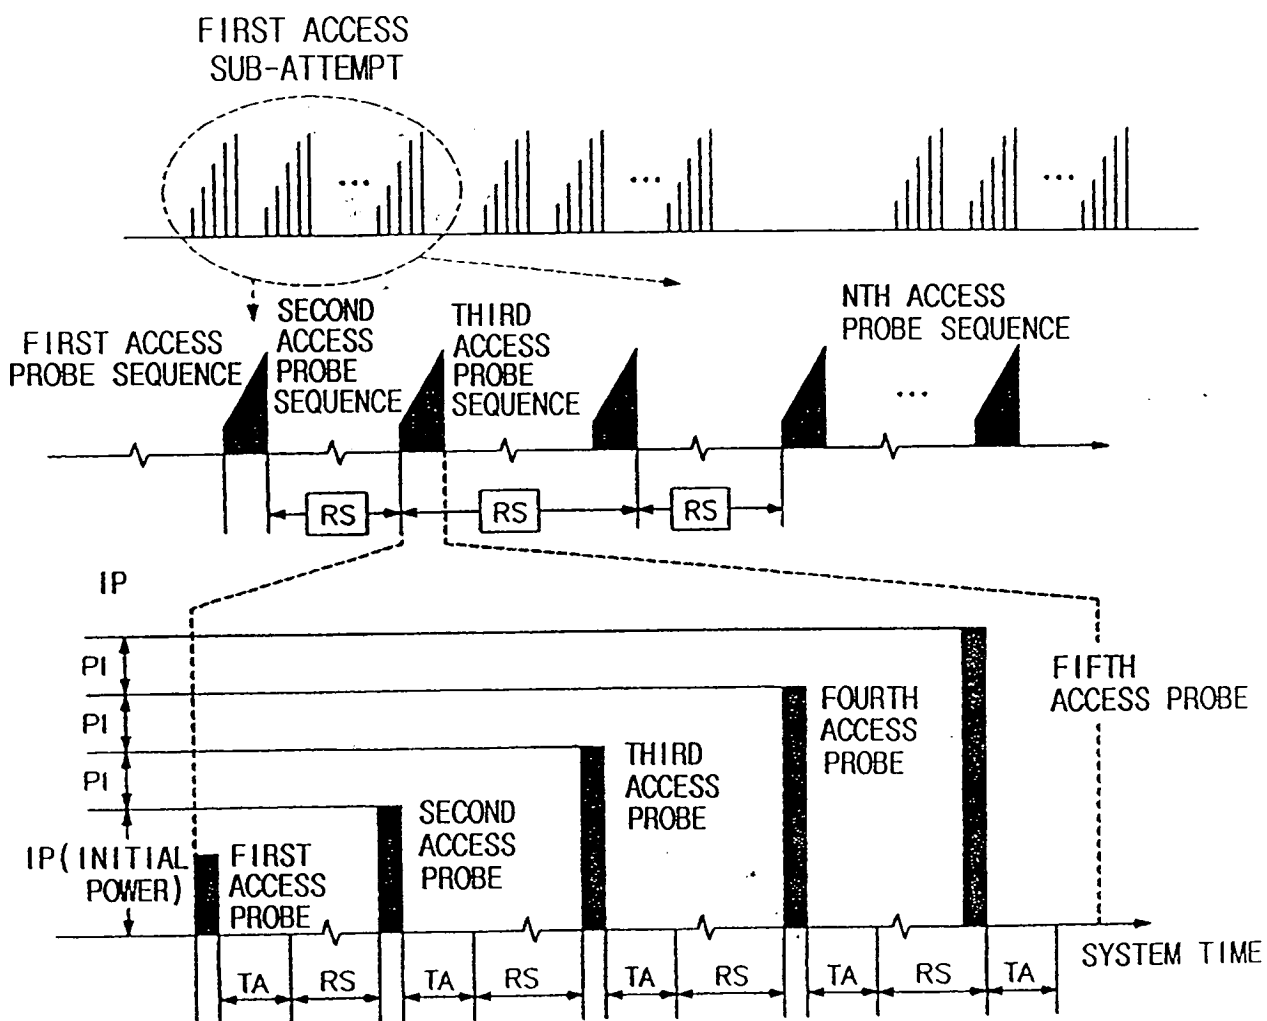 FIRST ACCESS
SUB-ATTEMPT
...
...
...
FIRST ACCESS
PROBE SEQUENCE
SECOND
ACCESS
PROBE
SEQUENCE
THIRD
ACCESS
PROBE
SEQUENCE
NTH ACCESS
PROBE SEQUENCE
...
RS
RS
RS
IP
PI
PI
PI
IP(INITIAL
POWER)
FIRST
ACCESS
PROBE
SECOND
ACCESS
PROBE
THIRD
ACCESS
PROBE
FOURTH
ACCESS
PROBE
FIFTH
ACCESS PROBE
TA
RS
TA
RS
TA
RS
TA
RS
TA
SYSTEM TIME